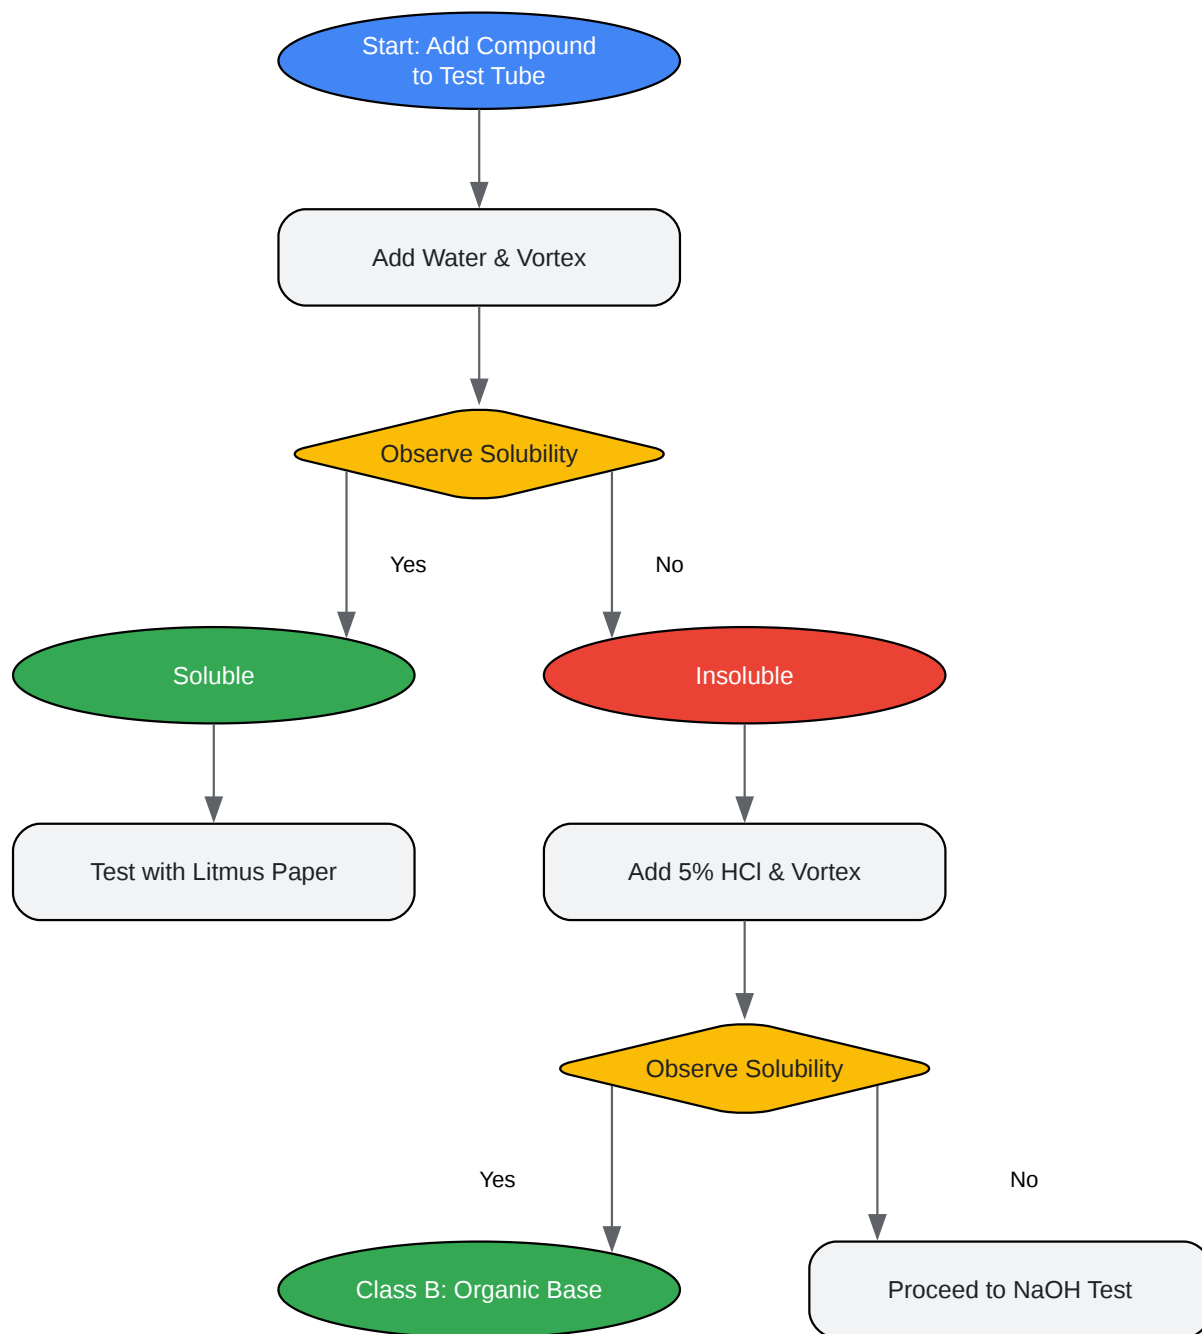 Start: Add Compound
to Test Tube
Add Water & Vortex
Observe Solubility
Yes
No
Soluble
Insoluble
Test with Litmus Paper
Add 5% HCl & Vortex
Observe Solubility
Yes
No
Class B: Organic Base
Proceed to NaOH Test